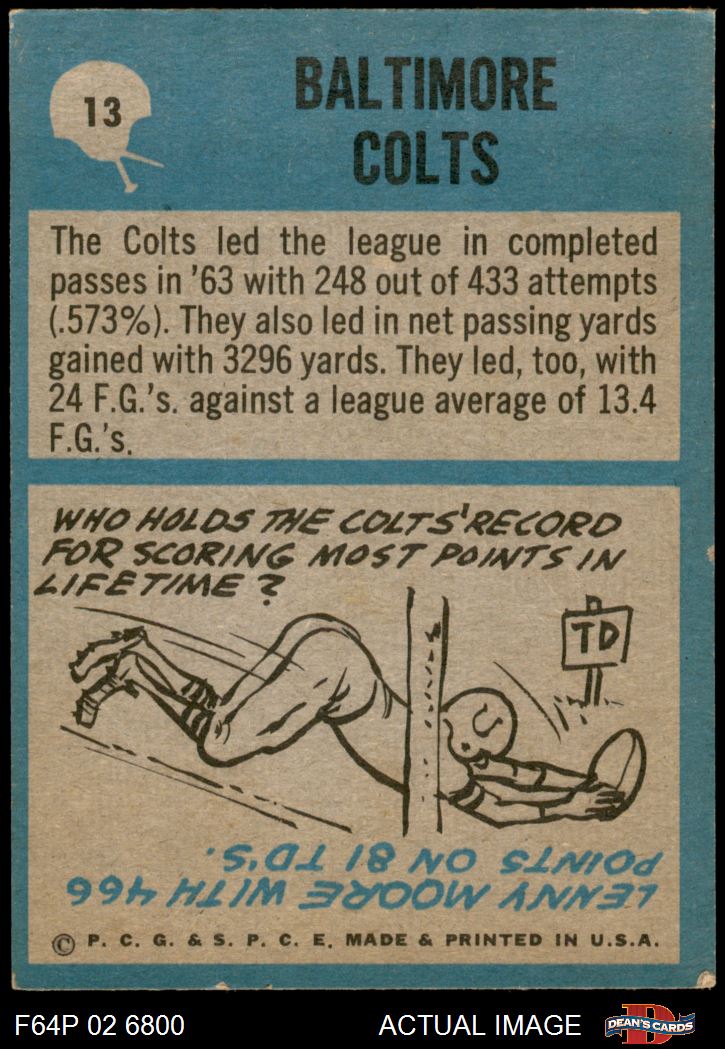 13
BALTIMORE
COLTS
The Colts led the league in completed
passes in '63 with 248 out of 433 attempts
(.573%). They also led in net passing yards
gained with 3296 yards. They led, too, with
24 F.G.'s. against a league average of 13.4
F.G.'s.
WHO HOLDS THE COLTS' RECORD
FOR SCORING MOST POINTS IN
LIFETIME?
TD
LENNY MOORE WITH 466
POINTS ON 81 TD'S.
© P. C. G. & S. P. C. E. MADE & PRINTED IN U.S.A.
F64P 02 6800
ACTUAL IMAGE
D
DEAN'S CARDS